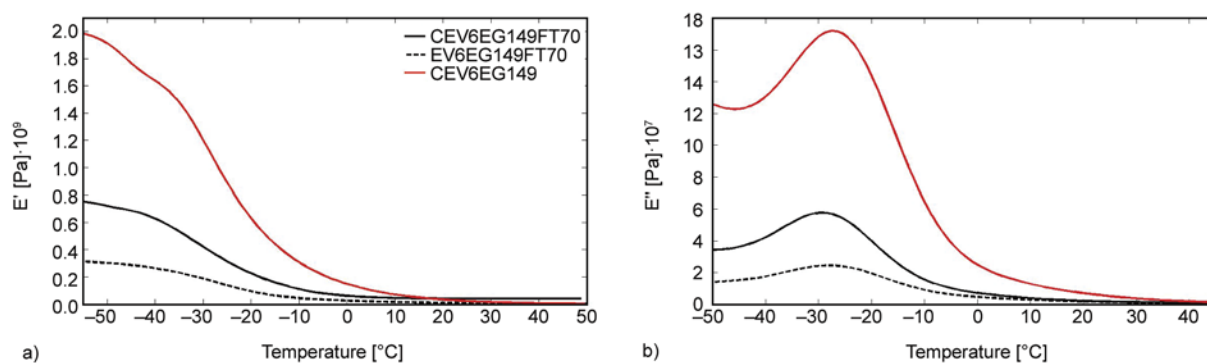 2.0
1.8
1.6
1.4
1.2
1.0
0.8
0.6
0.4
0.2
0.0
E' [Pa]·10⁹
CEV6EG149FT70
EV6EG149FT70
CEV6EG149
–50 –40 –30 –20 –10 0 10 20 30 40 50
Temperature [°C]
a)
18
16
13
12
10
8
6
4
2
0
E'' [Pa]·10⁷
–50 –40 –30 –20 –10 0 10 20 30 40
Temperature [°C]
b)